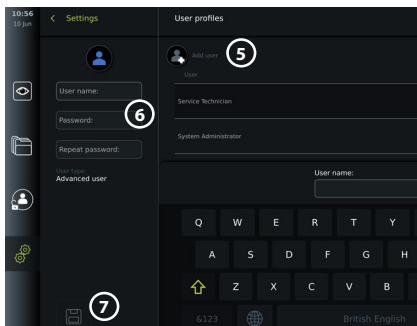 10:56
10 Jun
Settings
User profiles
Add user
5
User
User name:
Service Technician
Password:
6
System Administrator
Repeat password:
User type:
Advanced user
User name:
Q W E R T Y
A S D F G H
Z X C V B
7
&123
British English